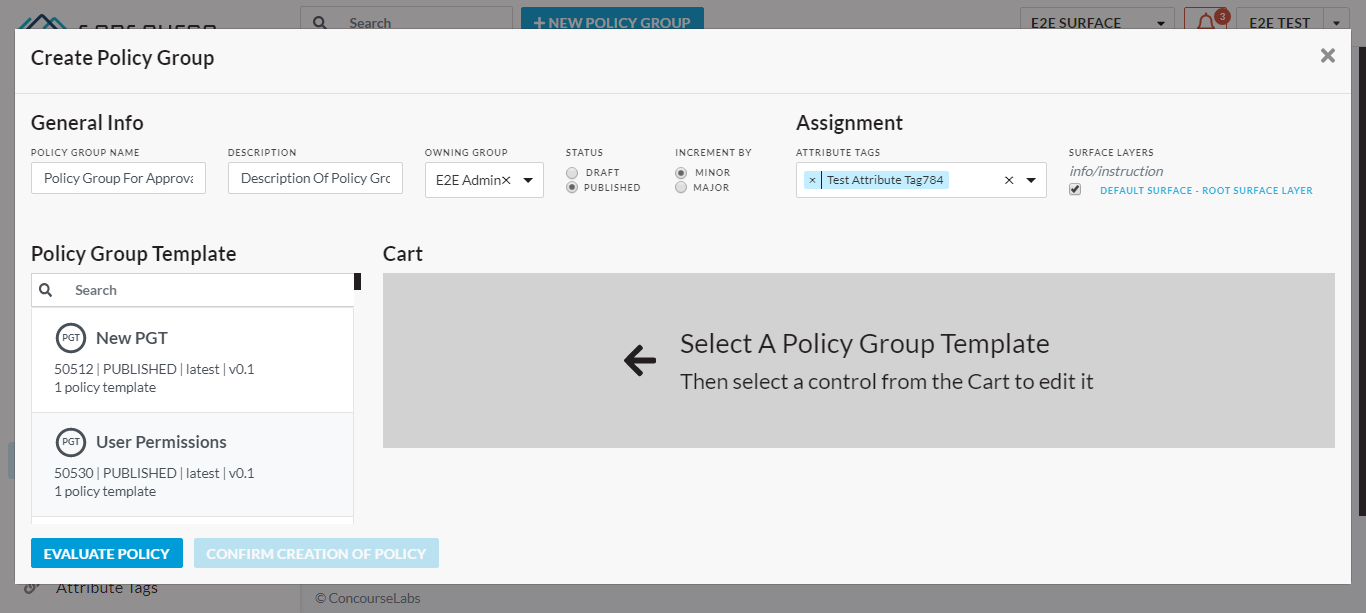 Search
+ NEW POLICY GROUP
E2E SURFACE
3
E2E TEST
Create Policy Group
General Info
Assignment
POLICY GROUP NAME
DESCRIPTION
OWNING GROUP
STATUS
INCREMENT BY
ATTRIBUTE TAGS
SURFACE LAYERS
Policy Group For Approva
Description Of Policy Grc
E2E Admin×
DRAFT
PUBLISHED
MINOR
MAJOR
× Test Attribute Tag784 ×
info/instruction
DEFAULT SURFACE - ROOT SURFACE LAYER
Policy Group Template
Cart
Search
PGT New PGT
50512 | PUBLISHED | latest | v0.1
1 policy template
PGT User Permissions
50530 | PUBLISHED | latest | v0.1
1 policy template
Select A Policy Group Template
Then select a control from the Cart to edit it
EVALUATE POLICY
CONFIRM CREATION OF POLICY
Attribute Tags
© ConcourseLabs